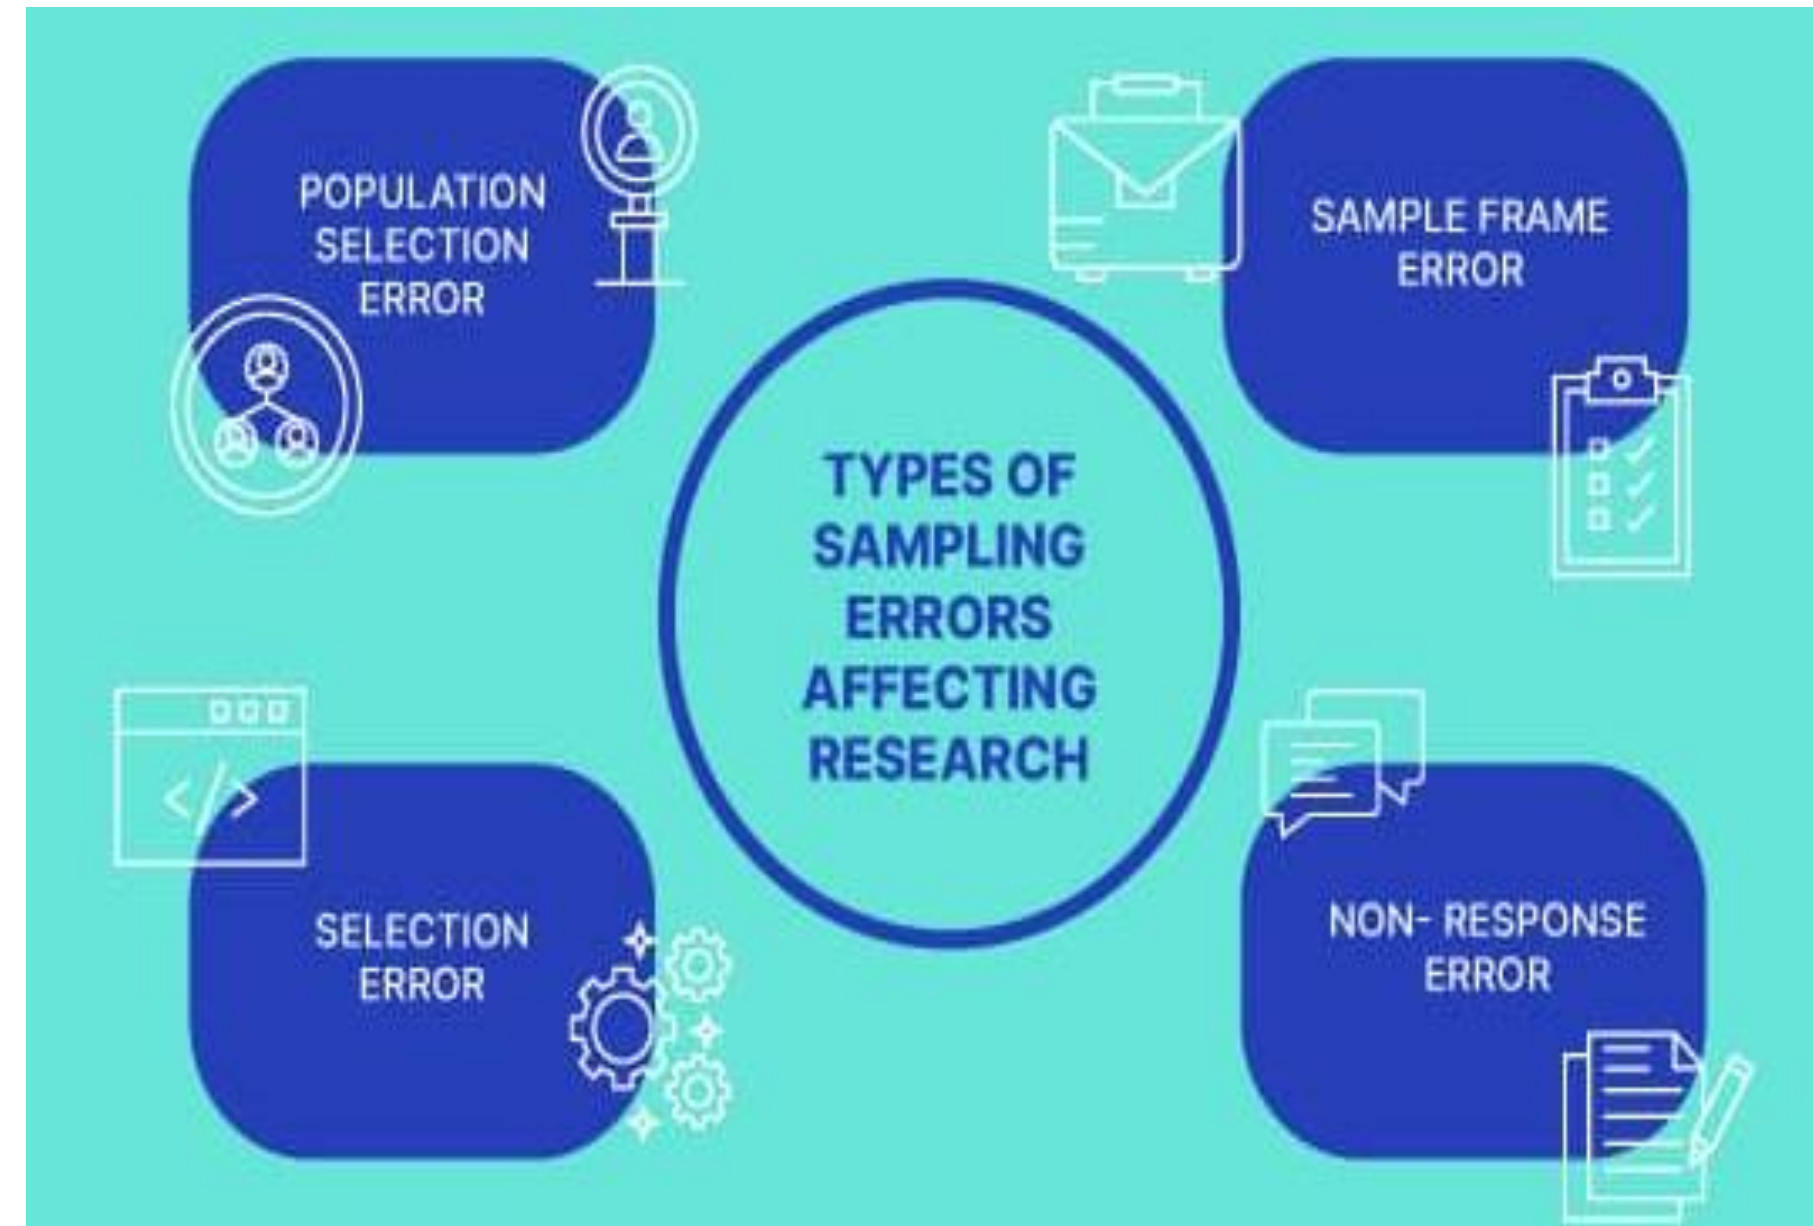 POPULATION
SELECTION
ERROR
SAMPLE FRAME
ERROR
TYPES OF
SAMPLING
ERRORS
AFFECTING
RESEARCH
</>
SELECTION
ERROR
NON- RESPONSE
ERROR